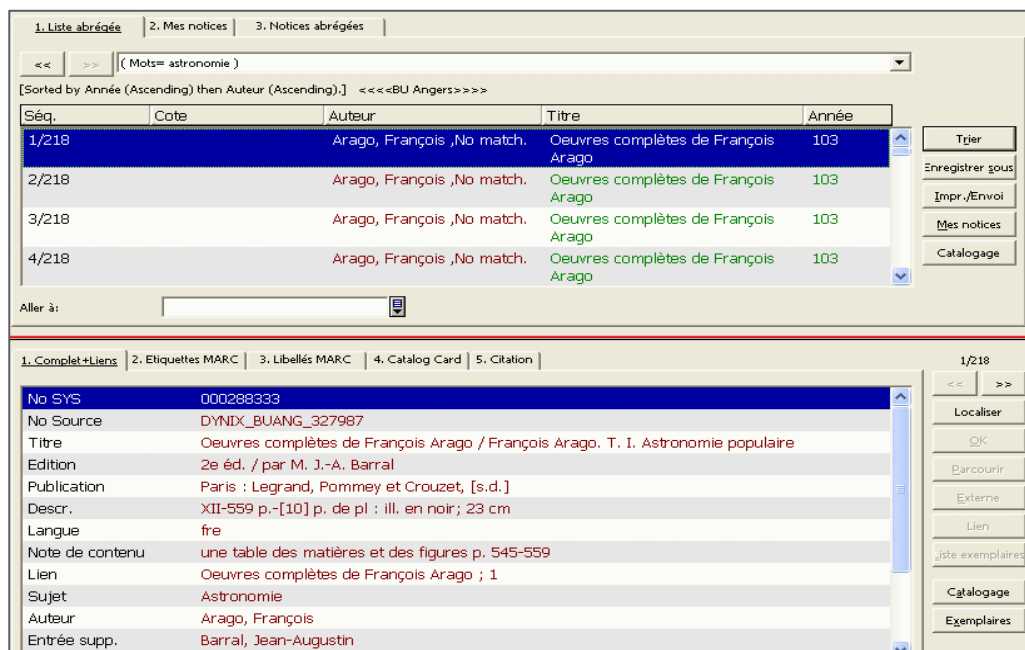 1. Liste abrégée 2. Mes notices 3. Notices abrégées
<< >> ( Mots= astronomie )
[Sorted by Année (Ascending) then Auteur (Ascending).] <<<<BU Angers>>>>
Séq. Cote Auteur Titre Année
1/218 Arago, François ,No match. Oeuvres complètes de François 103
Arago
2/218 Arago, François ,No match. Oeuvres complètes de François 103
Arago
3/218 Arago, François ,No match. Oeuvres complètes de François 103
Arago
4/218 Arago, François ,No match. Oeuvres complètes de François 103
Arago
Trier
Enregistrer sous
Impr./Envoi
Mes notices
Catalogage
Aller à:
1. Complet+Liens 2. Etiquettes MARC 3. Libellés MARC 4. Catalog Card 5. Citation
No SYS 000288333
No Source DYNIX_BUANG_327987
Titre Oeuvres complètes de François Arago / François Arago. T. I. Astronomie populaire
Edition 2e éd. / par M. J.-A. Barral
Publication Paris : Legrand, Pommey et Crouzet, [s.d.]
Descr. XII-559 p.-[10] p. de pl : ill. en noir; 23 cm
Langue fre
Note de contenu une table des matières et des figures p. 545-559
Lien Oeuvres complètes de François Arago ; 1
Sujet Astronomie
Auteur Arago, François
Entrée supp. Barral, Jean-Augustin
1/218
<< >>
Localiser
OK
Parcourir
Externe
Lien
iste exemplaires
Catalogage
Exemplaires